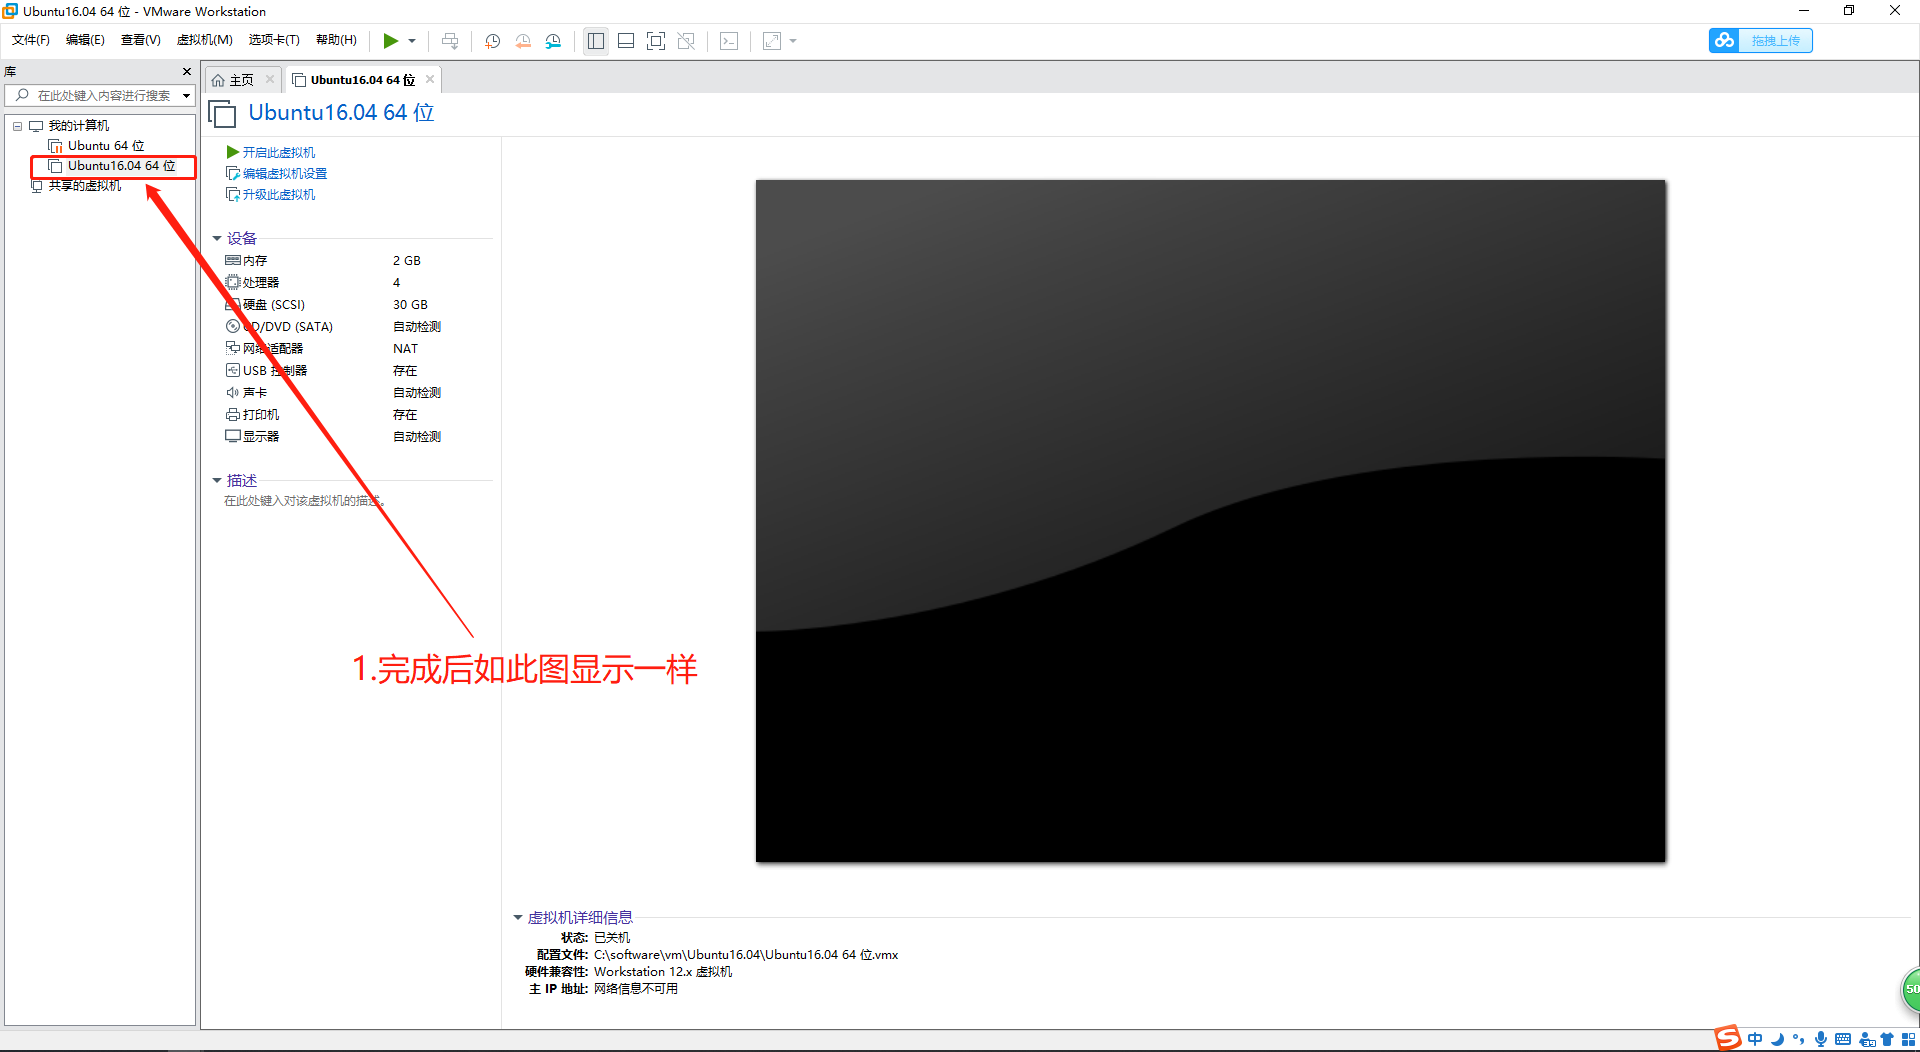 Ubuntu16.04 64 位 - VMware Workstation
文件(F) 编辑(E) 查看(V) 虚拟机(M) 选项卡(T) 帮助(H)
拖拽上传
库
在此处键入内容进行搜索
我的计算机
Ubuntu 64 位
Ubuntu16.04 64 位
共享的虚拟机
主页
Ubuntu16.04 64 位
Ubuntu16.04 64 位
开启此虚拟机
编辑虚拟机设置
升级此虚拟机
设备
内存 2 GB
处理器 4
硬盘 (SCSI) 30 GB
CD/DVD (SATA) 自动检测
网络适配器 NAT
USB 控制器 存在
声卡 自动检测
打印机 存在
显示器 自动检测
描述
在此处键入对该虚拟机的描述。
1.完成后如此图显示一样
虚拟机详细信息
状态: 已关机
配置文件: C:\software\vm\Ubuntu16.04\Ubuntu16.04 64 位.vmx
硬件兼容性: Workstation 12.x 虚拟机
主 IP 地址: 网络信息不可用
50
中